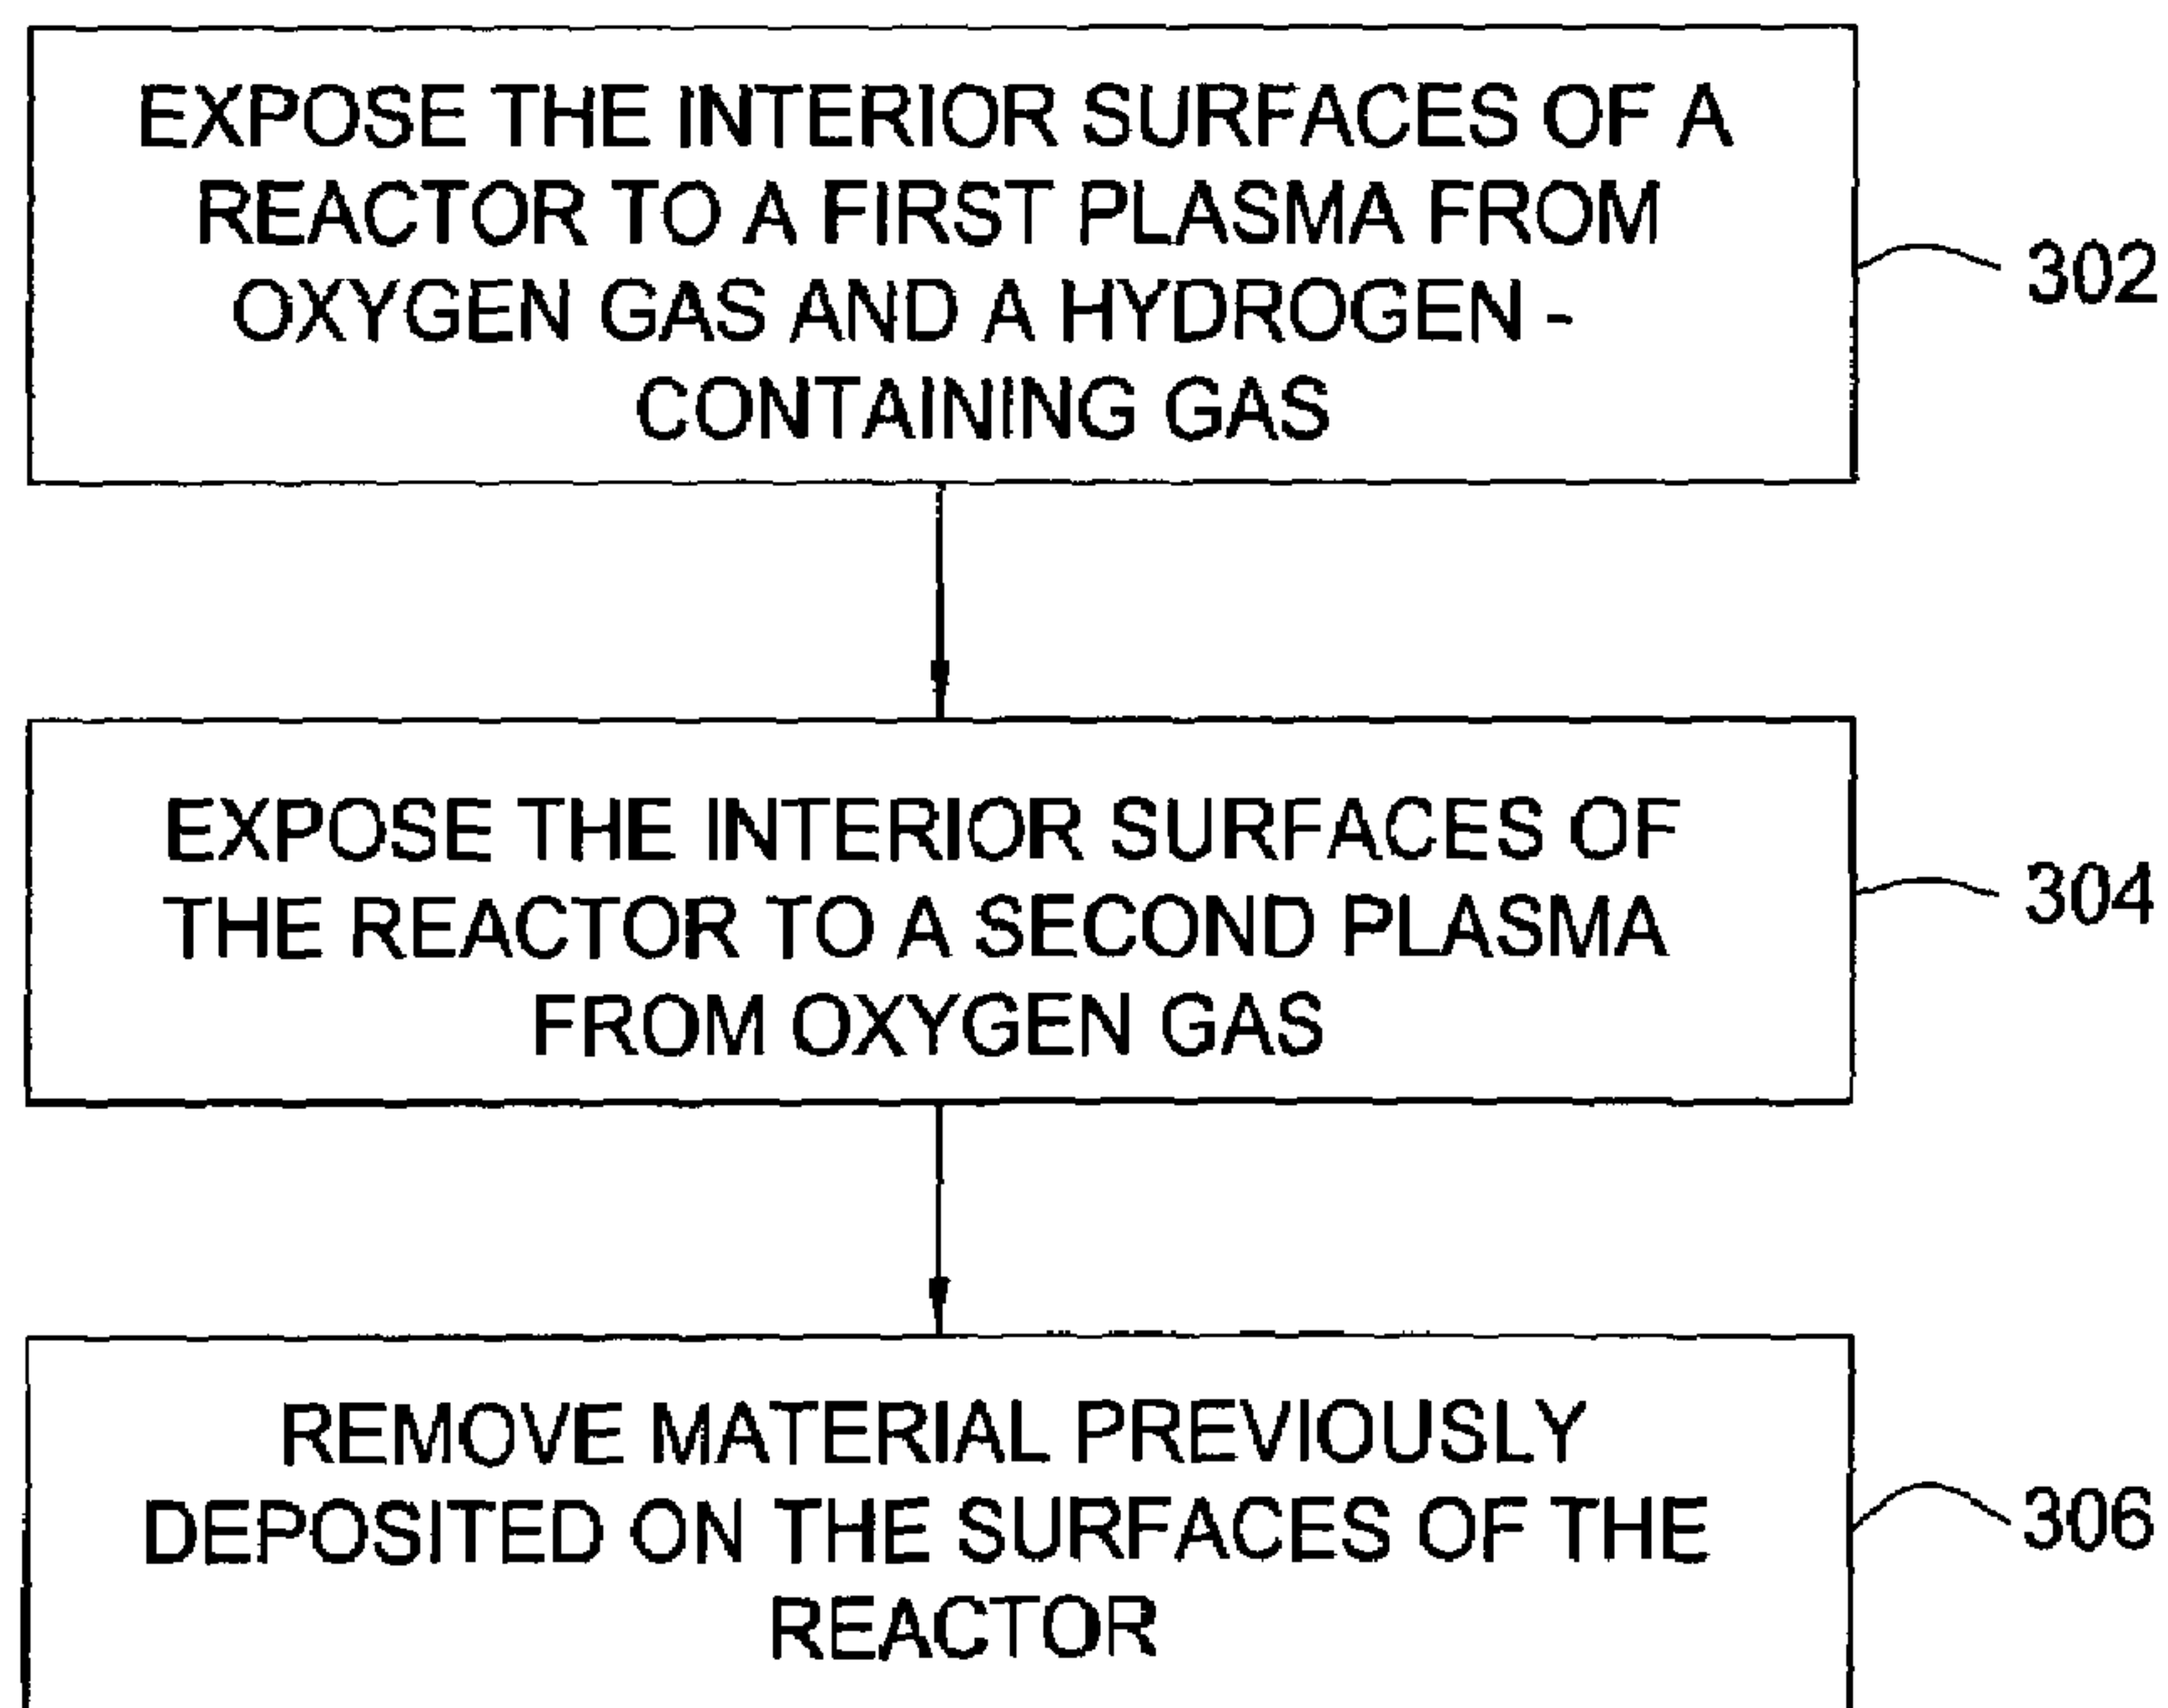 EXPOSE THE INTERIOR SURFACES OF A
REACTOR TO A FIRST PLASMA FROM
OXYGEN GAS AND A HYDROGEN -
CONTAINING GAS
302
EXPOSE THE INTERIOR SURFACES OF
THE REACTOR TO A SECOND PLASMA
FROM OXYGEN GAS
304
REMOVE MATERIAL PREVIOUSLY
DEPOSITED ON THE SURFACES OF THE
REACTOR
306